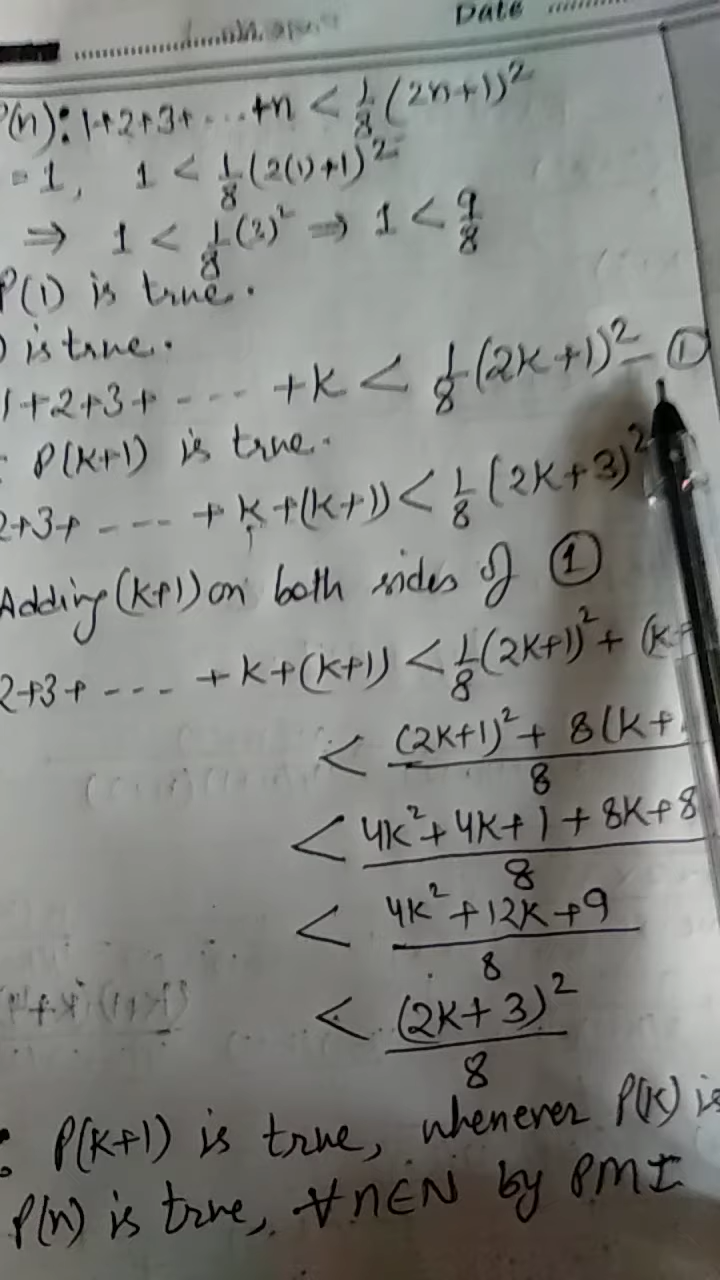 Date
P(n): 1+2+3+ ... +n < 1/8 (2n+1)²
= 1, 1 < 1/8 (2(1)+1)²
⇒ 1 < 1/8 (3)² ⇒ 1 < 9/8
P(1) is true.
) is true.
1+2+3+ ---- +k < 1/8 (2k+1)² — ①
: P(k+1) is true.
2+3+ ---- + k+(k+1) < 1/8 (2k+3)²
Adding (k+1) on both sides of ①
2+3+ ---- + k+(k+1) < 1/8 (2k+1)² + (k+
< (2k+1)² + 8(k+ / 8
< 4k²+4k+1+8k+8 / 8
< 4k²+12k+9 / 8
< (2k+3)² / 8
: P(k+1) is true, whenever P(k) is
P(n) is true, ∀n∈N by PMI